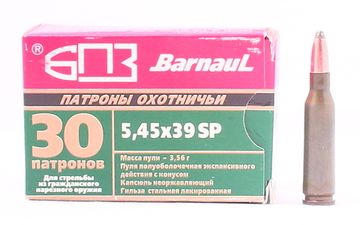 ® БПЗ Barnaul
ПАТРОНЫ ОХОТНИЧЬИ
30
ПАТРОНОВ
Для стрельбы
из гражданского
нарезного оружия
5,45x39 SP
Масса пули – 3,56 г
Пуля полуоболочечная экспансивного
действия с конусом
Капсюль неоржавляющий
Гильза стальная лакированная